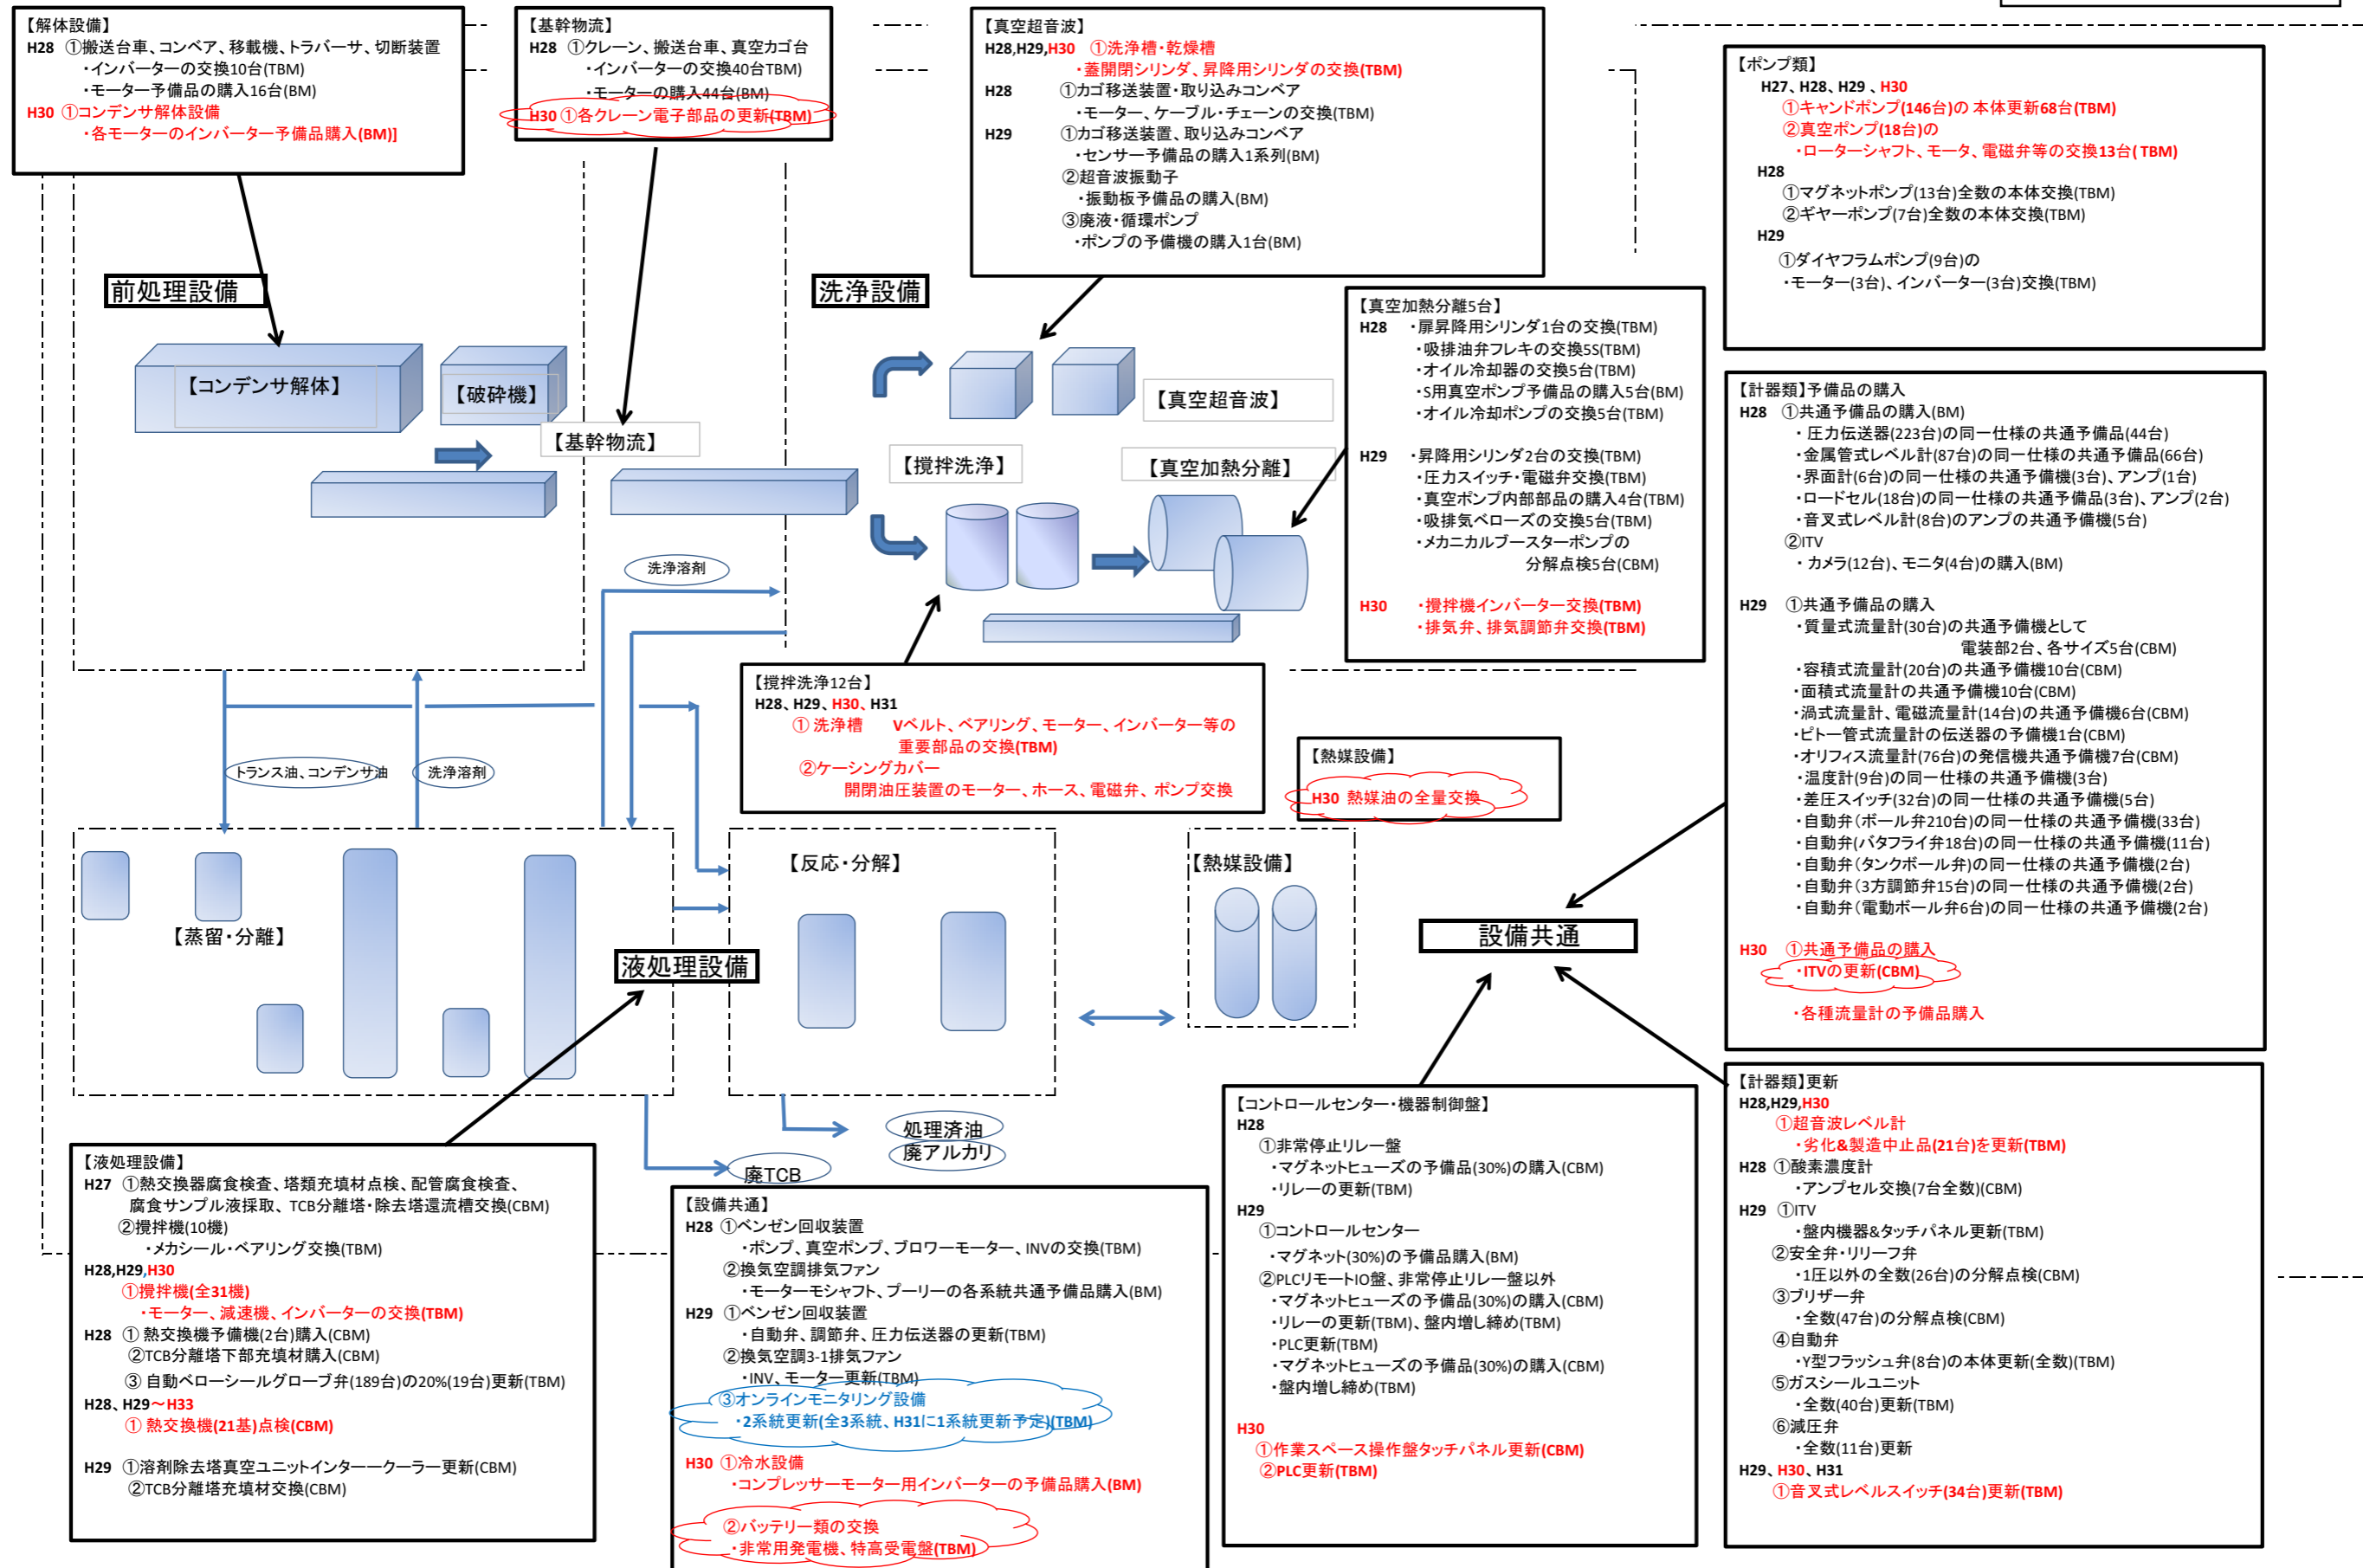 【解体設備】
H28 ①搬送台車、コンベア、移載機、トラバーサ、切断装置
・インバーターの交換10台(TBM)
・モーター予備品の購入16台(BM)
H30 ①コンデンサ解体設備
・各モーターのインバーター予備品購入(BM)]
【基幹物流】
H28 ①クレーン、搬送台車、真空カゴ台
・インバーターの交換40台TBM)
・モーターの購入44台(BM)
H30 ①各クレーン電子部品の更新(TBM)
【真空超音波】
H28,H29,H30 ①洗浄槽・乾燥槽
・蓋開閉シリンダ、昇降用シリンダの交換(TBM)
H28 ①カゴ移送装置・取り込みコンベア
・モーター、ケーブル・チェーンの交換(TBM)
H29 ①カゴ移送装置、取り込みコンベア
・センサー予備品の購入1系列(BM)
②超音波振動子
・振動板予備品の購入(BM)
③廃液・循環ポンプ
・ポンプの予備機の購入1台(BM)
【ポンプ類】
H27、H28、H29 、H30
①キャンドポンプ(146台)の 本体更新68台(TBM)
②真空ポンプ(18台)の
・ローターシャフト、モータ、電磁弁等の交換13台( TBM)
H28
①マグネットポンプ(13台)全数の本体交換(TBM)
②ギヤーポンプ(7台)全数の本体交換(TBM)
H29
①ダイヤフラムポンプ(9台)の
・モーター(3台)、インバーター(3台)交換(TBM)
前処理設備
洗浄設備
【コンデンサ解体】
【破砕機】
【基幹物流】
【真空超音波】
【攪拌洗浄】
【真空加熱分離】
【真空加熱分離5台】
H28 ・扉昇降用シリンダ1台の交換(TBM)
・吸排油弁フレキの交換5S(TBM)
・オイル冷却器の交換5台(TBM)
・S用真空ポンプ予備品の購入5台(BM)
・オイル冷却ポンプの交換5台(TBM)
H29 ・昇降用シリンダ2台の交換(TBM)
・圧力スイッチ・電磁弁交換(TBM)
・真空ポンプ内部部品の購入4台(TBM)
・吸排気ベローズの交換5台(TBM)
・メカニカルブースターポンプの
分解点検5台(CBM)
H30 ・攪拌機インバーター交換(TBM)
・排気弁、排気調節弁交換(TBM)
【計器類】予備品の購入
H28 ①共通予備品の購入(BM)
・ 圧力伝送器(223台)の同一仕様の共通予備品(44台)
・金属管式レベル計(87台)の同一仕様の共通予備品(66台)
・界面計(6台)の同一仕様の共通予備機(3台)、アンプ(1台)
・ロードセル(18台)の同一仕様の共通予備品(3台)、アンプ(2台)
・音叉式レベル計(8台)のアンプの共通予備機(5台)
②ITV
・ カメラ(12台)、モニタ(4台)の購入(BM)
H29 ①共通予備品の購入
・質量式流量計(30台)の共通予備機として
電装部2台、各サイズ5台(CBM)
・容積式流量計(20台)の共通予備機10台(CBM)
・面積式流量計の共通予備機10台(CBM)
・渦式流量計、電磁流量計(14台)の共通予備機6台(CBM)
・ピトー管式流量計の伝送器の予備機1台(CBM)
・オリフィス流量計(76台)の発信機共通予備機7台(CBM)
・温度計(9台)の同一仕様の共通予備機(3台)
・差圧スイッチ(32台)の同一仕様の共通予備機(5台)
・自動弁(ボール弁210台)の同一仕様の共通予備機(33台)
・自動弁(バタフライ弁18台)の同一仕様の共通予備機(11台)
・自動弁(タンクボール弁)の同一仕様の共通予備機(2台)
・自動弁(3方調節弁15台)の同一仕様の共通予備機(2台)
・自動弁(電動ボール弁6台)の同一仕様の共通予備機(2台)
H30 ①共通予備品の購入
・ITVの更新(CBM)
・各種流量計の予備品購入
洗浄溶剤
トランス油、コンデンサ油
洗浄溶剤
【攪拌洗浄12台】
H28、H29、H30、H31
① 洗浄槽 Vベルト、ベアリング、モーター、インバーター等の
重要部品の交換(TBM)
②ケーシングカバー
開閉油圧装置のモーター、ホース、電磁弁、ポンプ交換
【熱媒設備】
H30 熱媒油の全量交換
【蒸留・分離】
液処理設備
【反応・分解】
【熱媒設備】
設備共通
処理済油
廃アルカリ
廃TCB
【液処理設備】
H27 ①熱交換器腐食検査、塔類充填材点検、配管腐食検査、
腐食サンプル液採取、TCB分離塔・除去塔還流槽交換(CBM)
②攪拌機(10機)
・メカシール・ベアリング交換(TBM)
H28,H29,H30
①攪拌機(全31機)
・モーター、減速機、インバーターの交換(TBM)
H28 ① 熱交換機予備機(2台)購入(CBM)
②TCB分離塔下部充填材購入(CBM)
③ 自動ベローシールグローブ弁(189台)の20%(19台)更新(TBM)
H28、H29～H33
① 熱交換機(21基)点検(CBM)
H29 ①溶剤除去塔真空ユニットインターークーラー更新(CBM)
②TCB分離塔充填材交換(CBM)
【設備共通】
H28 ①ベンゼン回収装置
・ポンプ、真空ポンプ、ブロワーモーター、INVの交換(TBM)
②換気空調排気ファン
・モーターモシャフト、プーリーの各系統共通予備品購入(BM)
H29 ①ベンゼン回収装置
・自動弁、調節弁、圧力伝送器の更新(TBM)
②換気空調3-1排気ファン
・INV、モーター更新(TBM)
③オンラインモニタリング設備
・2系統更新(全3系統、H31に1系統更新予定)(TBM)
H30 ①冷水設備
・コンプレッサーモーター用インバーターの予備品購入(BM)
②バッテリー類の交換
・非常用発電機、特高受電盤(TBM)
【コントロールセンター・機器制御盤】
H28
①非常停止リレー盤
・マグネットヒューズの予備品(30%)の購入(CBM)
・リレーの更新(TBM)
H29
①コントロールセンター
・マグネット(30%)の予備品購入(BM)
②PLCリモートIO盤、非常停止リレー盤以外
・マグネットヒューズの予備品(30%)の購入(CBM)
・リレーの更新(TBM)、盤内増し締め(TBM)
・PLC更新(TBM)
・マグネットヒューズの予備品(30%)の購入(CBM)
・盤内増し締め(TBM)
H30
①作業スペース操作盤タッチパネル更新(CBM)
②PLC更新(TBM)
【計器類】更新
H28,H29,H30
①超音波レベル計
・劣化&製造中止品(21台)を更新(TBM)
H28 ①酸素濃度計
・アンプセル交換(7台全数)(CBM)
H29 ①ITV
・盤内機器&タッチパネル更新(TBM)
②安全弁・リリーフ弁
・1圧以外の全数(26台)の分解点検(CBM)
③ブリザー弁
・全数(47台)の分解点検(CBM)
④自動弁
・Y型フラッシュ弁(8台)の本体更新(全数)(TBM)
⑤ガスシールユニット
・全数(40台)更新(TBM)
⑥減圧弁
・全数(11台)更新
H29、H30、H31
①音叉式レベルスイッチ(34台)更新(TBM)